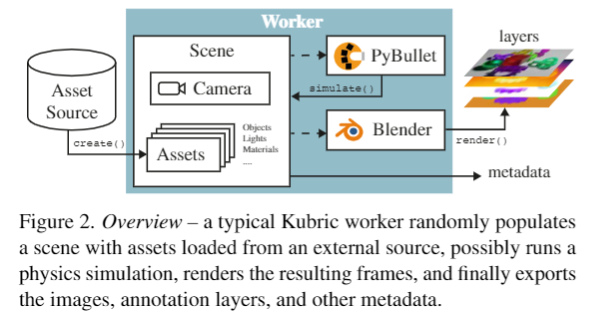 Worker
layers
Scene
PyBullet
Asset
Source
Camera
simulate()
create()
Assets
Objects
Lights
Materials
....
Blender
render()
metadata
Figure 2. Overview – a typical Kubric worker randomly populates
a scene with assets loaded from an external source, possibly runs a
physics simulation, renders the resulting frames, and finally exports
the images, annotation layers, and other metadata.